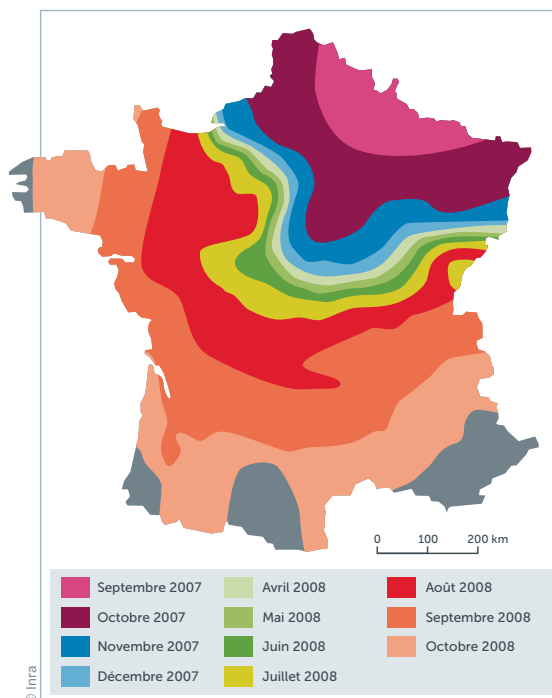 0 100 200 km
Septembre 2007
Octobre 2007
Novembre 2007
Décembre 2007
Avril 2008
Mai 2008
Juin 2008
Juillet 2008
Août 2008
Septembre 2008
Octobre 2008
© Inra